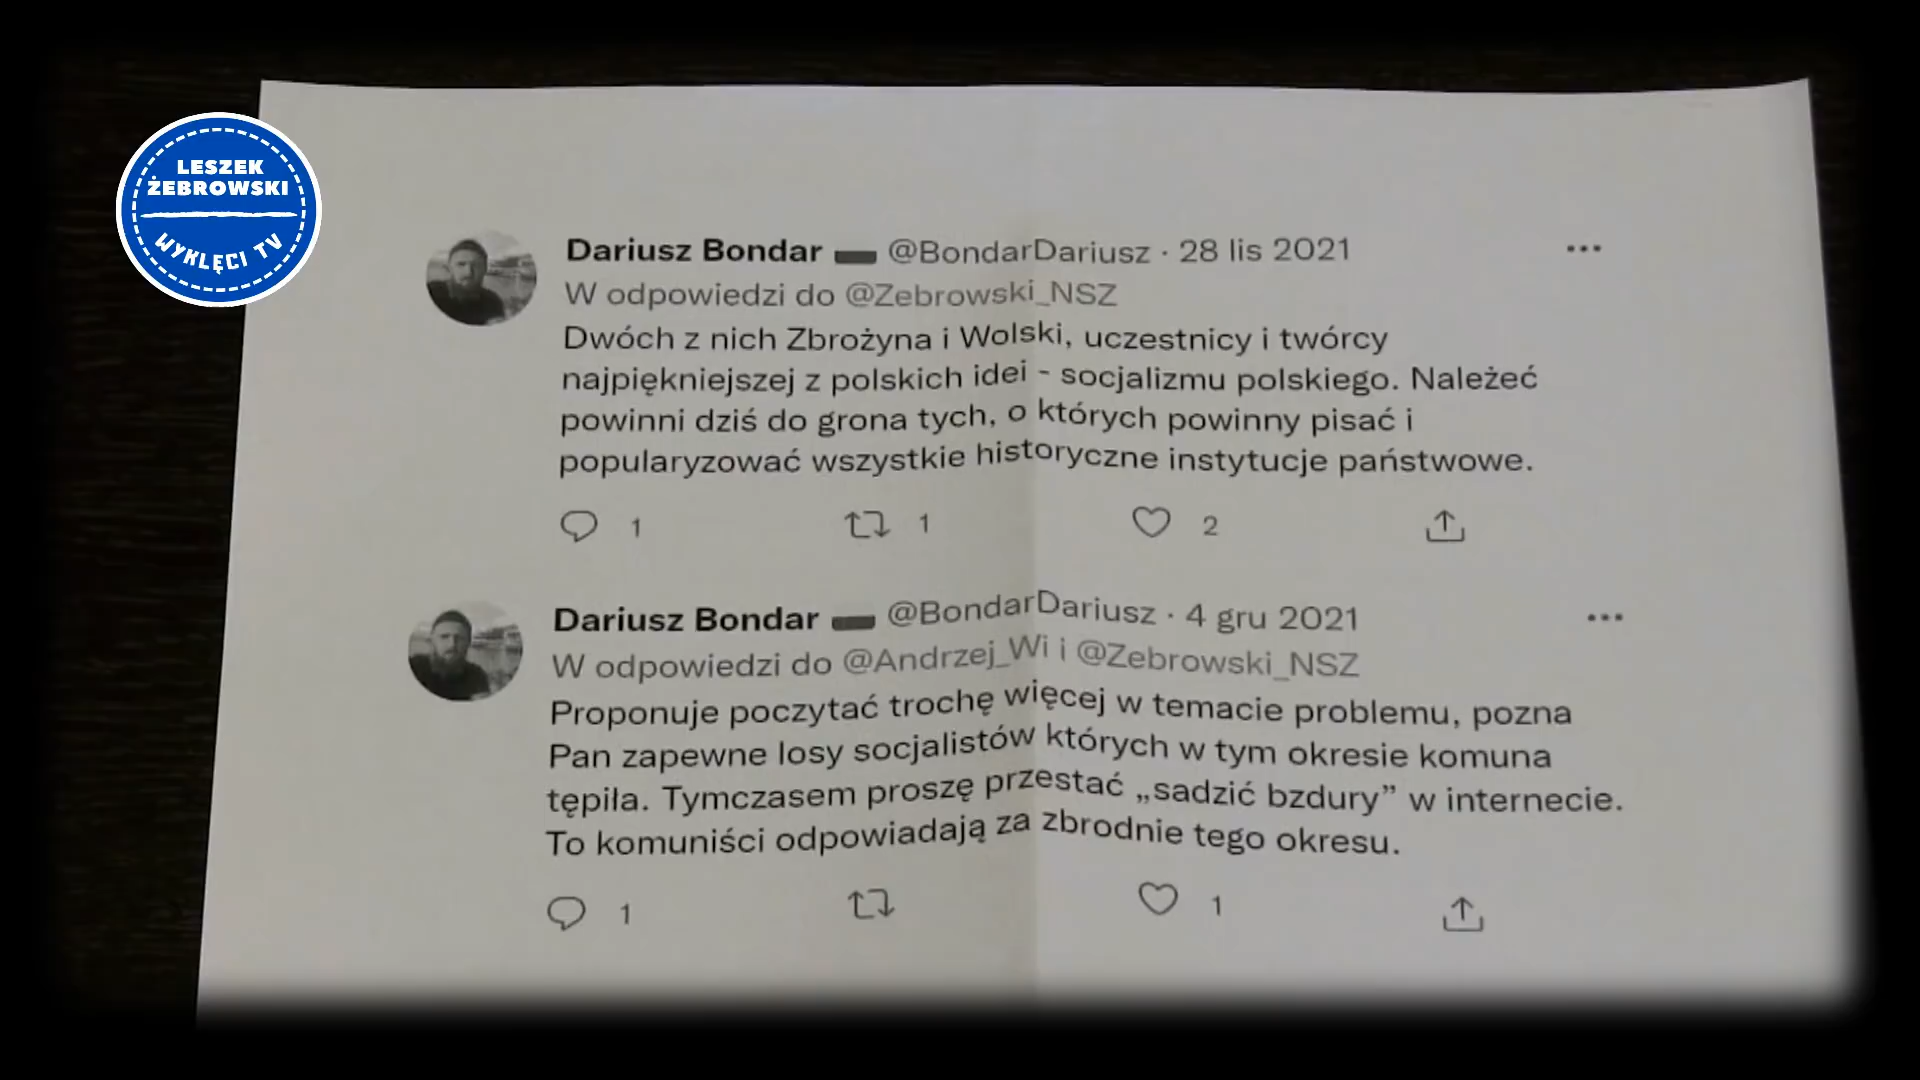 LESZEK
ŻEBROWSKI
WYKLĘCI TV
Dariusz Bondar @BondarDariusz · 28 lis 2021
W odpowiedzi do @Zebrowski_NSZ
Dwóch z nich Zbrożyna i Wolski, uczestnicy i twórcy
najpiękniejszej z polskich idei - socjalizmu polskiego. Należeć
powinni dziś do grona tych, o których powinny pisać i
popularyzować wszystkie historyczne instytucje państwowe.
1 1 2
Dariusz Bondar @BondarDariusz · 4 gru 2021
W odpowiedzi do @Andrzej_Wi i @Zebrowski_NSZ
Proponuje poczytać trochę więcej w temacie problemu, pozna
Pan zapewne losy socjalistów których w tym okresie komuna
tępiła. Tymczasem proszę przestać „sadzić bzdury” w internecie.
To komuniści odpowiadają za zbrodnie tego okresu.
1 1